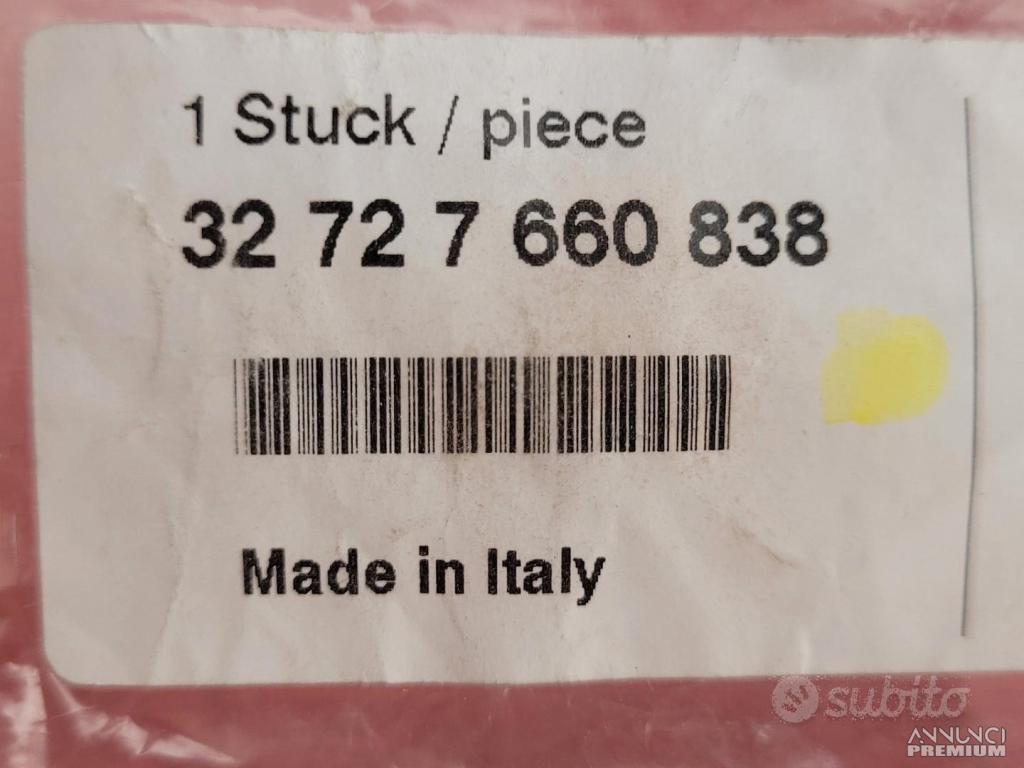 1 Stuck / piece
32 72 7 660 838
Made in Italy
subito
ANNUNCI
PREMIUM